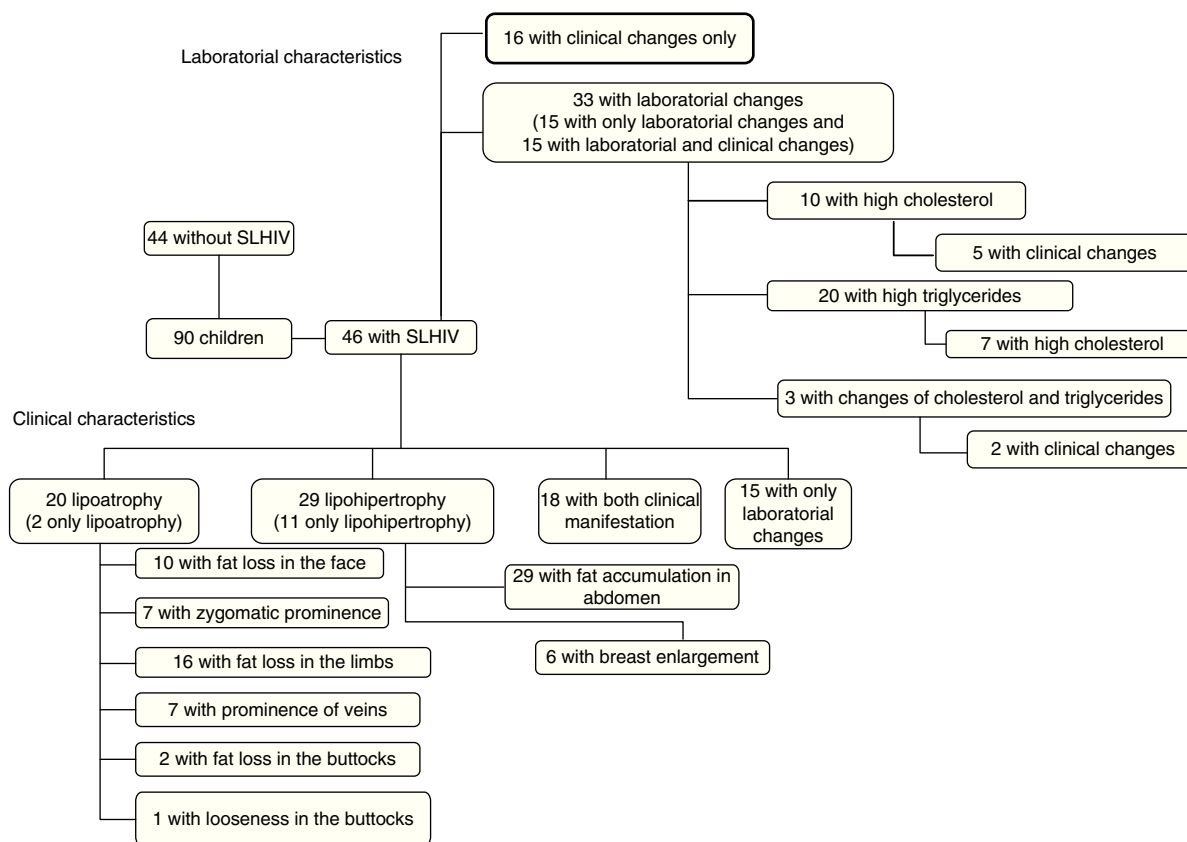 16 with clinical changes only
Laboratorial characteristics
33 with laboratorial changes
(15 with only laboratorial changes and
15 with laboratorial and clinical changes)
10 with high cholesterol
44 without SLHIV
5 with clinical changes
20 with high triglycerides
90 children
46 with SLHIV
7 with high cholesterol
3 with changes of cholesterol and triglycerides
Clinical characteristics
2 with clinical changes
20 lipoatrophy
(2 only lipoatrophy)
29 lipohipertrophy
(11 only lipohipertrophy)
18 with both clinical
manifestation
15 with only
laboratorial
changes
10 with fat loss in the face
29 with fat accumulation in
abdomen
7 with zygomatic prominence
6 with breast enlargement
16 with fat loss in the limbs
7 with prominence of veins
2 with fat loss in the buttocks
1 with looseness in the buttocks